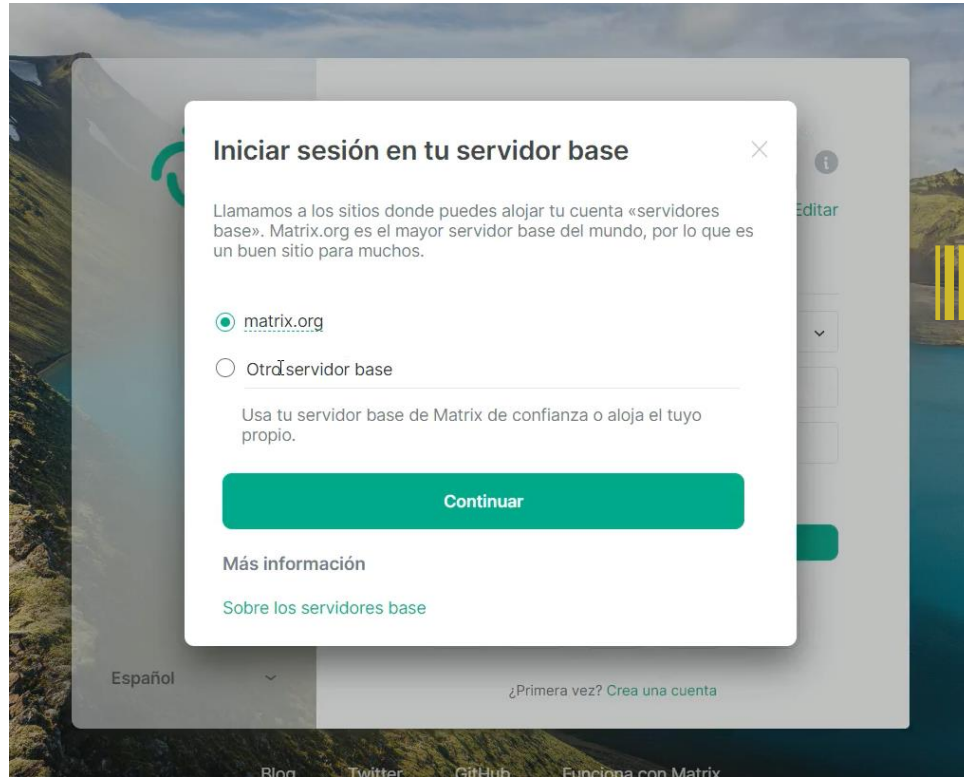 Iniciar sesión en tu servidor base
Editar
Llamamos a los sitios donde puedes alojar tu cuenta «servidores
base». Matrix.org es el mayor servidor base del mundo, por lo que es
un buen sitio para muchos.
matrix.org
Otro servidor base
Usa tu servidor base de Matrix de confianza o aloja el tuyo
propio.
Continuar
Más información
Sobre los servidores base
Español
¿Primera vez? Crea una cuenta
Blog Twitter GitHub Funciona con Matrix